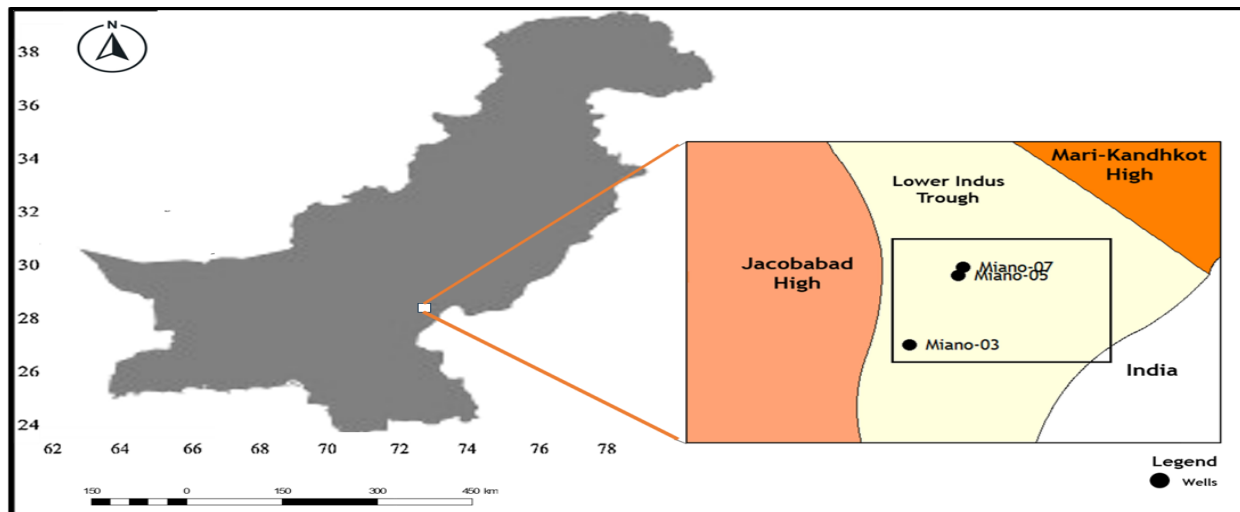 N
38
36
34
32
30
28
26
24
62 64 66 68 70 72 74 76 78
150 0 150 300 450 km
Mari-Kandhkot
High
Lower Indus
Trough
Jacobabad
High
Miano-07
Miano-05
Miano-03
India
Legend
Wells